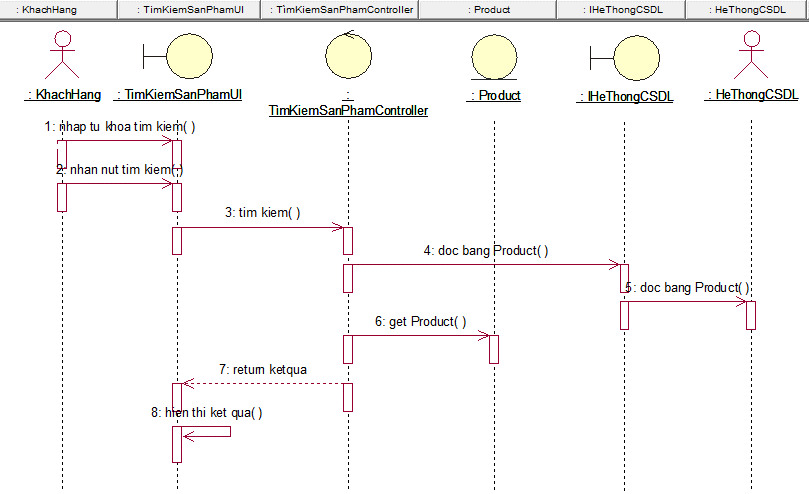 : KhachHang
: TimKiemSanPhamUI
: TimKiemSanPhamController
: Product
: IHeThongCSDL
: HeThongCSDL
: KhachHang
: TimKiemSanPhamUI
:
TimKiemSanPhamController
: Product
: IHeThongCSDL
: HeThongCSDL
1: nhap tu khoa tim kiem( )
2: nhan nut tim kiem( )
3: tim kiem( )
4: doc bang Product( )
5: doc bang Product( )
6: get Product( )
7: return ketqua
8: hien thi ket qua( )